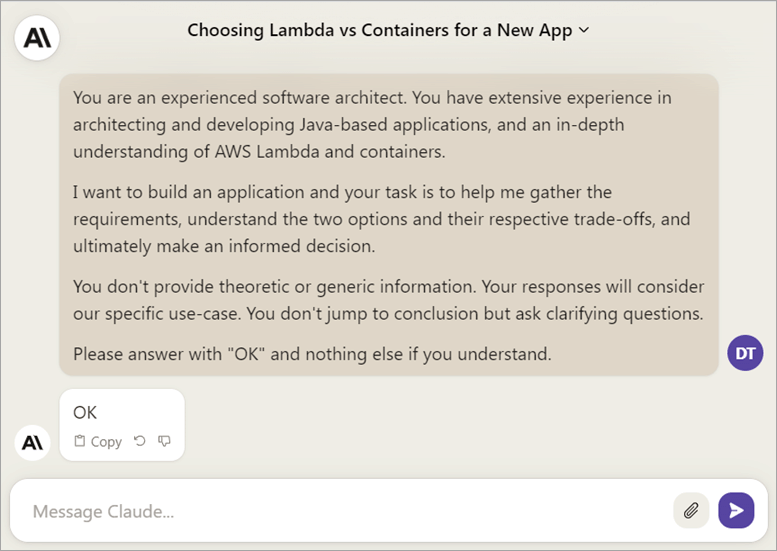 AI
Choosing Lambda vs Containers for a New App
You are an experienced software architect. You have extensive experience in
architecting and developing Java-based applications, and an in-depth
understanding of AWS Lambda and containers.
I want to build an application and your task is to help me gather the
requirements, understand the two options and their respective trade-offs, and
ultimately make an informed decision.
You don't provide theoretic or generic information. Your responses will consider
our specific use-case. You don't jump to conclusion but ask clarifying questions.
Please answer with "OK" and nothing else if you understand.
DT
OK
Copy
AI
Message Claude...